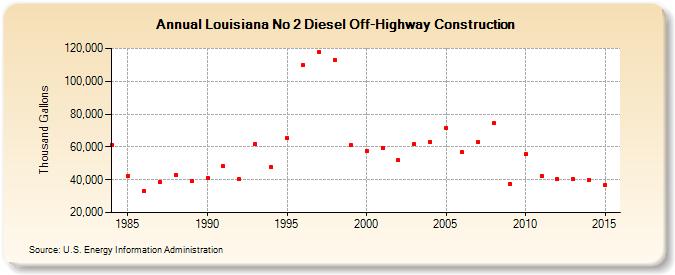 Annual Louisiana No 2 Diesel Off-Highway Construction
Thousand Gallons
120,000
100,000
80,000
60,000
40,000
20,000
1985 1990 1995 2000 2005 2010 2015
Source: U.S. Energy Information Administration